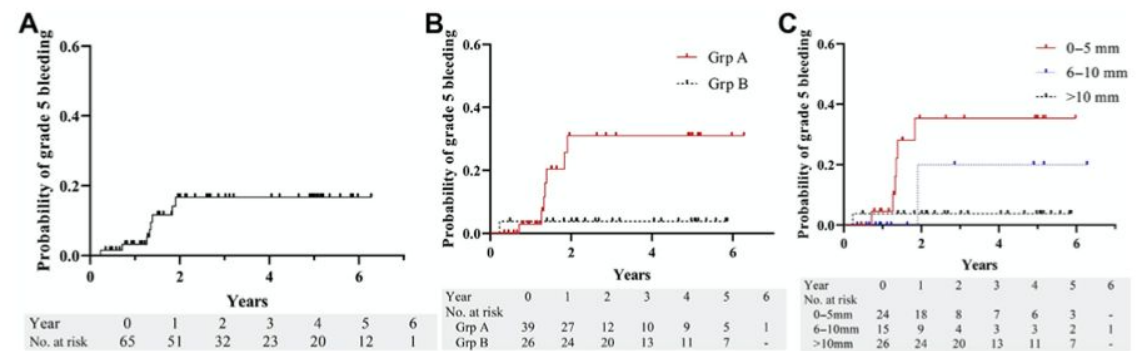 A
Probability of grade 5 bleeding
0.6
0.4
0.2
0.0
0 2 4 6
Years
Year 0 1 2 3 4 5 6
No. at risk 65 51 32 23 20 12 1
B
Probability of grade 5 bleeding
0.6
0.4
0.2
0.0
Grp A
Grp B
0 2 4 6
Years
Year 0 1 2 3 4 5 6
No. at risk
Grp A 39 27 12 10 9 5 1
Grp B 26 24 20 13 11 7 -
C
Probability of grade 5 bleeding
0.6
0.4
0.2
0.0
0–5 mm
6–10 mm
>10 mm
0 2 4 6
Years
Year 0 1 2 3 4 5 6
No. at risk
0–5mm 24 18 8 7 6 3 -
6–10mm 15 9 4 3 3 2 1
>10mm 26 24 20 13 11 7 -